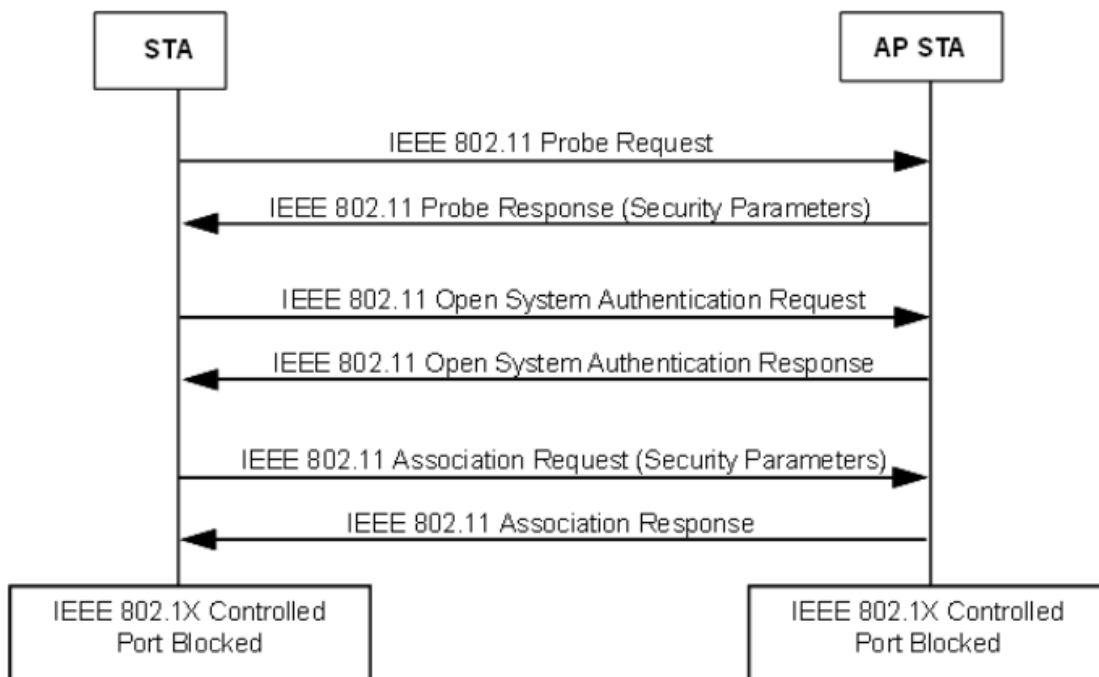 STA
AP STA
IEEE 802.11 Probe Request
IEEE 802.11 Probe Response (Security Parameters)
IEEE 802.11 Open System Authentication Request
IEEE 802.11 Open System Authentication Response
IEEE 802.11 Association Request (Security Parameters)
IEEE 802.11 Association Response
IEEE 802.1X Controlled
Port Blocked
IEEE 802.1X Controlled
Port Blocked